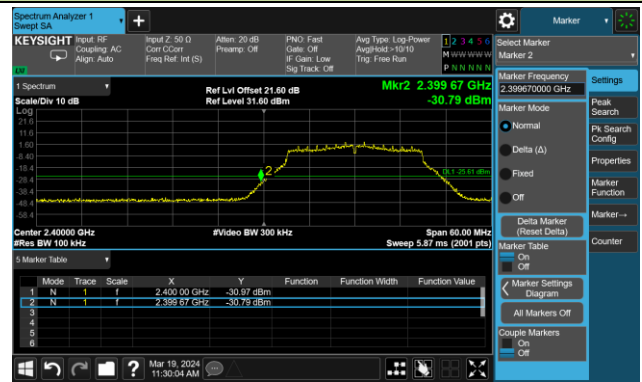 Spectrum Analyzer 1
Swept SA
Marker
KEYSIGHT
Input: RF
Coupling: AC
Align: Auto
Input Z: 50 Ω
Corr CCorr
Freq Ref: Int (S)
Atten: 20 dB
Preamp: Off
PNO: Fast
Gate: Off
IF Gain: Low
Sig Track: Off
Avg Type: Log-Power
Avg|Hold:>10/10
Trig: Free Run
1 2 3 4 5 6
M W W W W W
P N N N N N
LW
Select Marker
Marker 2
1 Spectrum
Scale/Div 10 dB
Log
Ref Lvl Offset 21.60 dB
Ref Level 31.60 dBm
Mkr2 2.399 67 GHz
-30.79 dBm
21.6
11.6
1.60
-8.40
-18.4
-28.4
-38.4
-48.4
-58.4
2
DL1 -25.61 dBm
Center 2.40000 GHz
#Res BW 100 kHz
#Video BW 300 kHz
Span 60.00 MHz
Sweep 5.87 ms (2001 pts)
5 Marker Table
Mode Trace Scale X Y Function Function Width Function Value
1 N 1 f 2.400 00 GHz -30.97 dBm
2 N 1 f 2.399 67 GHz -30.79 dBm
3
4
5
6
Marker Frequency
2.399670000 GHz
Marker Mode
Normal
Delta (Δ)
Fixed
Off
Delta Marker
(Reset Delta)
Marker Table
On
Off
Marker Settings
Diagram
All Markers Off
Couple Markers
On
Off
Settings
Peak
Search
Pk Search
Config
Properties
Marker
Function
Marker→
Counter
?
Mar 19, 2024
11:30:04 AM